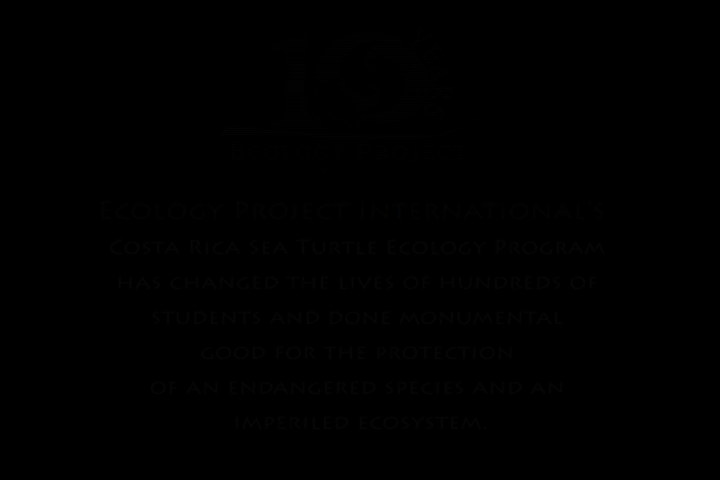 10
Ecology Project International's
Costa Rica Sea Turtle Ecology Program
has changed the lives of hundreds of
students and done monumental
good for the protection
of an endangered species and an
imperiled ecosystem.